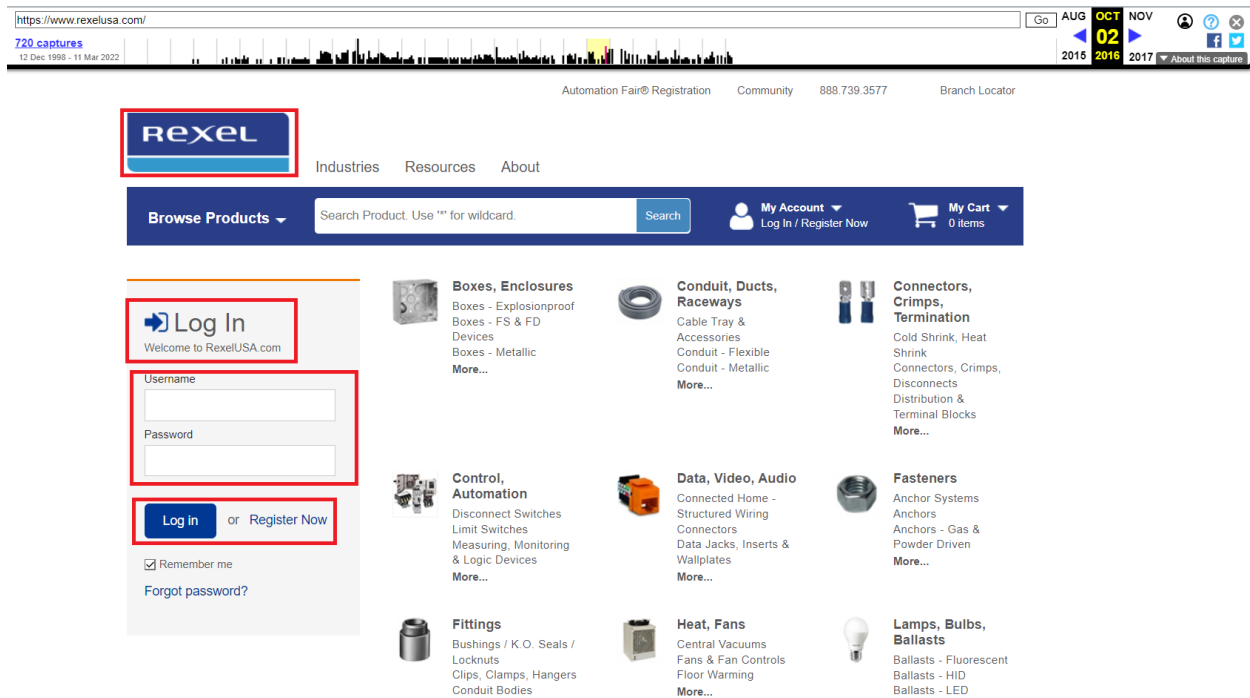 https://www.rexelusa.com/
Go
AUG OCT NOV
720 captures
02
12 Dec 1998 - 11 Mar 2022
2015 2016 2017
About this capture
Automation Fair® Registration Community 888.739.3577 Branch Locator
REXEL
Industries Resources About
Browse Products
Search Product. Use '*' for wildcard.
Search
My Account
Log In / Register Now
My Cart
0 items
Log In
Welcome to RexelUSA.com
Username
Password
Log in or Register Now
Remember me
Forgot password?
Boxes, Enclosures
Boxes - Explosionproof
Boxes - FS & FD
Devices
Boxes - Metallic
More...
Conduit, Ducts,
Raceways
Cable Tray &
Accessories
Conduit - Flexible
Conduit - Metallic
More...
Connectors,
Crimps,
Termination
Cold Shrink, Heat
Shrink
Connectors, Crimps,
Disconnects
Distribution &
Terminal Blocks
More...
Control,
Automation
Disconnect Switches
Limit Switches
Measuring, Monitoring
& Logic Devices
More...
Data, Video, Audio
Connected Home -
Structured Wiring
Connectors
Data Jacks, Inserts &
Wallplates
More...
Fasteners
Anchor Systems
Anchors
Anchors - Gas &
Powder Driven
More...
Fittings
Bushings / K.O. Seals /
Locknuts
Clips, Clamps, Hangers
Conduit Bodies
Heat, Fans
Central Vacuums
Fans & Fan Controls
Floor Warming
More...
Lamps, Bulbs,
Ballasts
Ballasts - Fluorescent
Ballasts - HID
Ballasts - LED